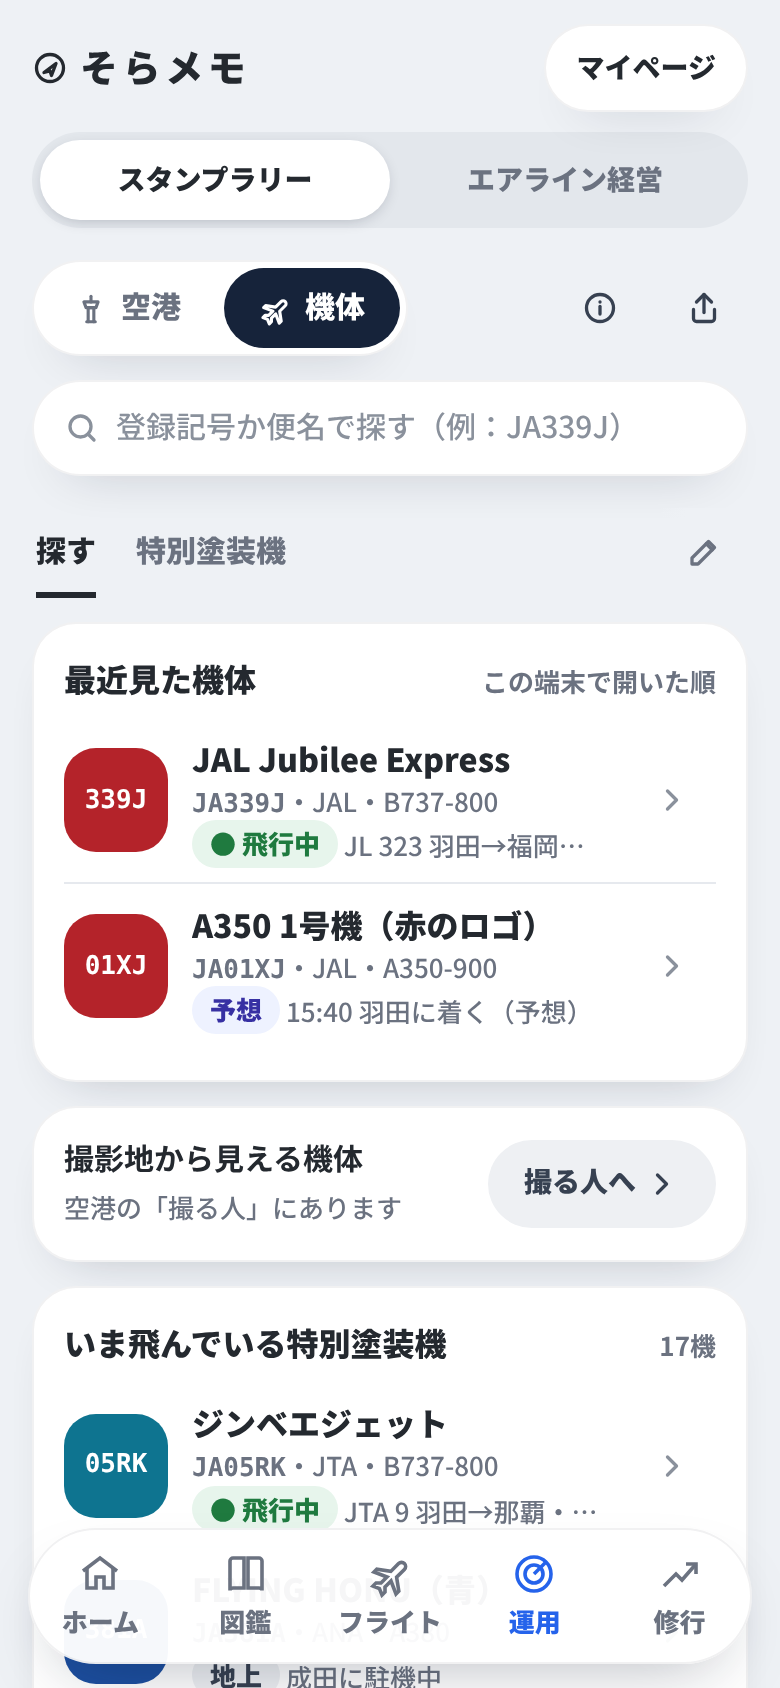 そらメモ
マイページ
スタンプラリー
エアライン経営
空港
機体
登録記号か便名で探す（例：JA339J）
探す
特別塗装機
最近見た機体
この端末で開いた順
339J
JAL Jubilee Express
JA339J・JAL・B737-800
飛行中 JL 323 羽田→福岡…
01XJ
A350 1号機（赤のロゴ）
JA01XJ・JAL・A350-900
予想 15:40 羽田に着く（予想）
撮影地から見える機体
空港の「撮る人」にあります
撮る人へ
いま飛んでいる特別塗装機
17機
05RK
ジンベエジェット
JA05RK・JTA・B737-800
飛行中 JTA 9 羽田→那覇・…
FLYING HONU（青）
ホーム
図鑑
フライト
運用
修行
地上 成田に駐機中